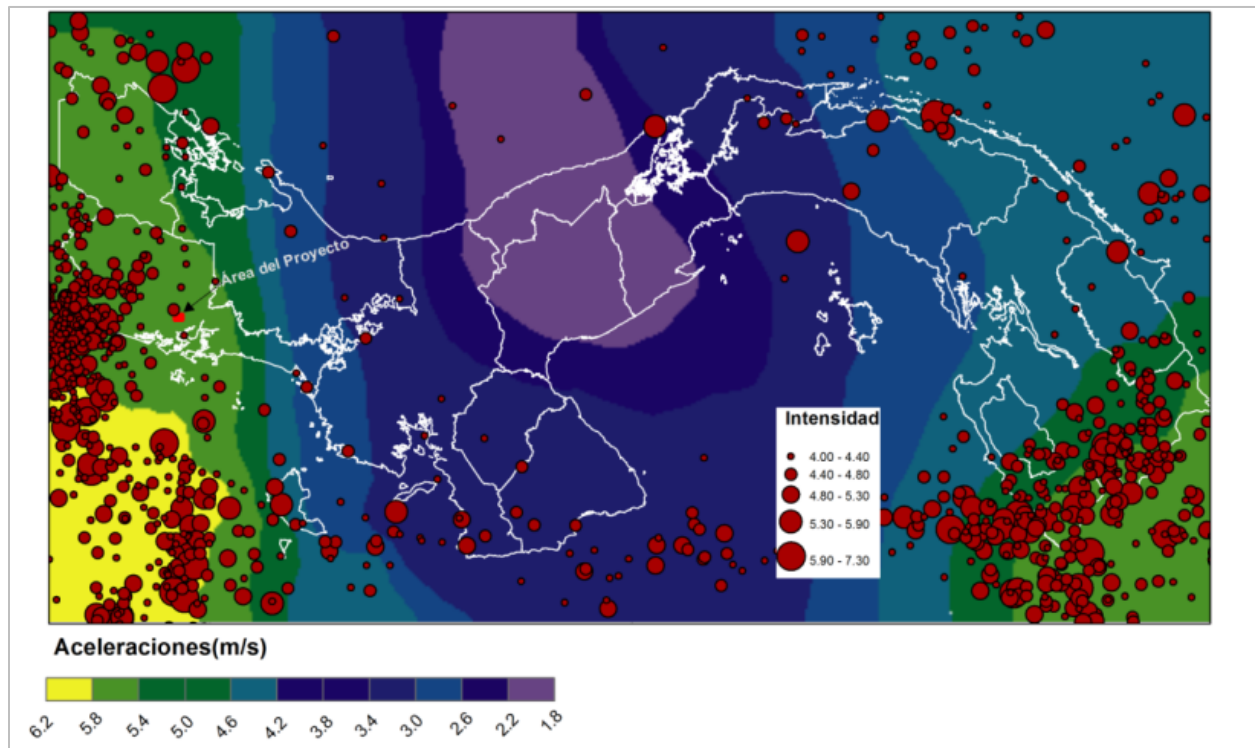 Área del Proyecto
Intensidad
4.00 - 4.40
4.40 - 4.80
4.80 - 5.30
5.30 - 5.90
5.90 - 7.30
Aceleraciones(m/s)
6.2 5.8 5.4 5.0 4.6 4.2 3.8 3.4 3.0 2.6 2.2 1.8